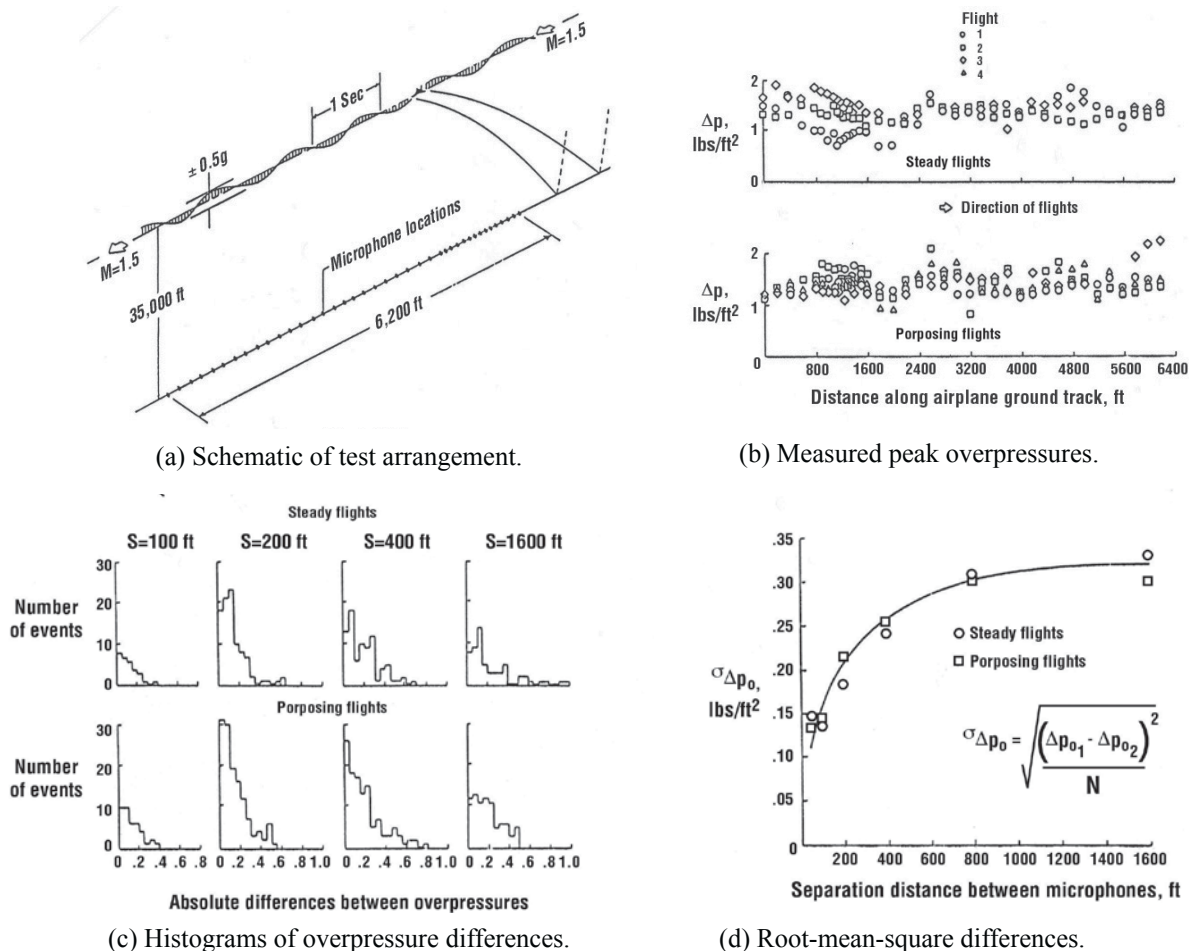 M=1.5
1 Sec
± 0.5g
M=1.5
35,000 ft
Microphone locations
6,200 ft
(a) Schematic of test arrangement.
Flight
1
2
3
4
2
Δp,
lbs/ft²
1
0
Steady flights
Direction of flights
2
Δp,
lbs/ft²
1
0
Porposing flights
800 1600 2400 3200 4000 4800 5600 6400
Distance along airplane ground track, ft
(b) Measured peak overpressures.
Steady flights
S=100 ft S=200 ft S=400 ft S=1600 ft
30
20
10
0
Number
of events
Porposing flights
30
20
10
0
Number
of events
0 .2 .4 .6 .8 0 .2 .4 .6 .8 1.0 0 .2 .4 .6 .8 1.0 0 .2 .4 .6 .8 1.0
Absolute differences between overpressures
(c) Histograms of overpressure differences.
.35
.30
.25
.20
.15
.10
.05
0
σΔp₀,
lbs/ft²
Steady flights
Porposing flights
σΔp₀ = √((Δp₀₁ - Δp₀₂)² / N)
200 400 600 800 1000 1200 1400 1600
Separation distance between microphones, ft
(d) Root-mean-square differences.